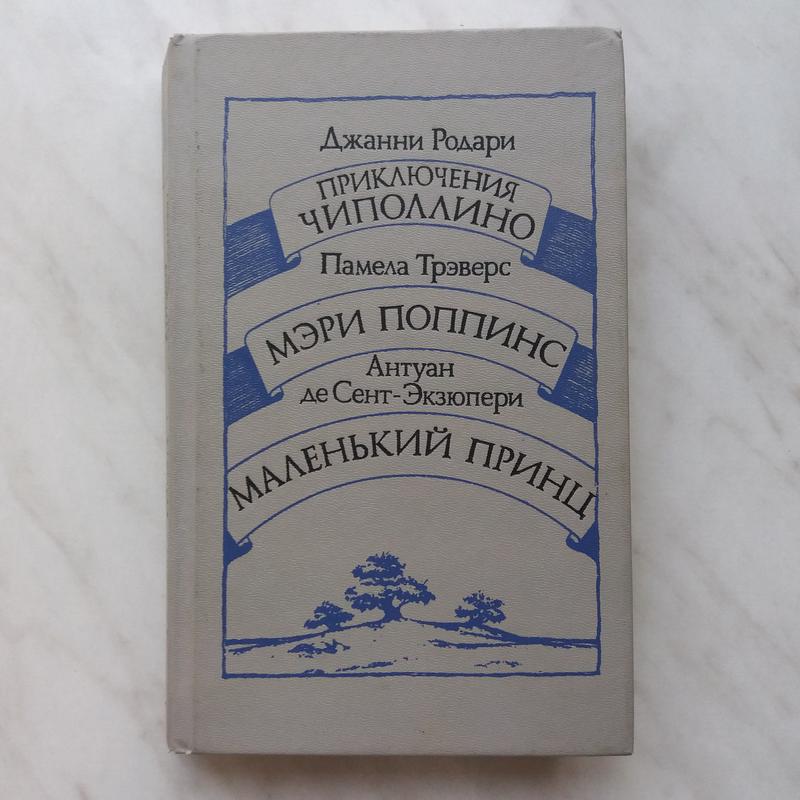 Джанни Родари
ПРИКЛЮЧЕНИЯ
ЧИПОЛЛИНО
Памела Трэверс
МЭРИ ПОППИНС
Антуан
де Сент-Экзюпери
МАЛЕНЬКИЙ ПРИНЦ